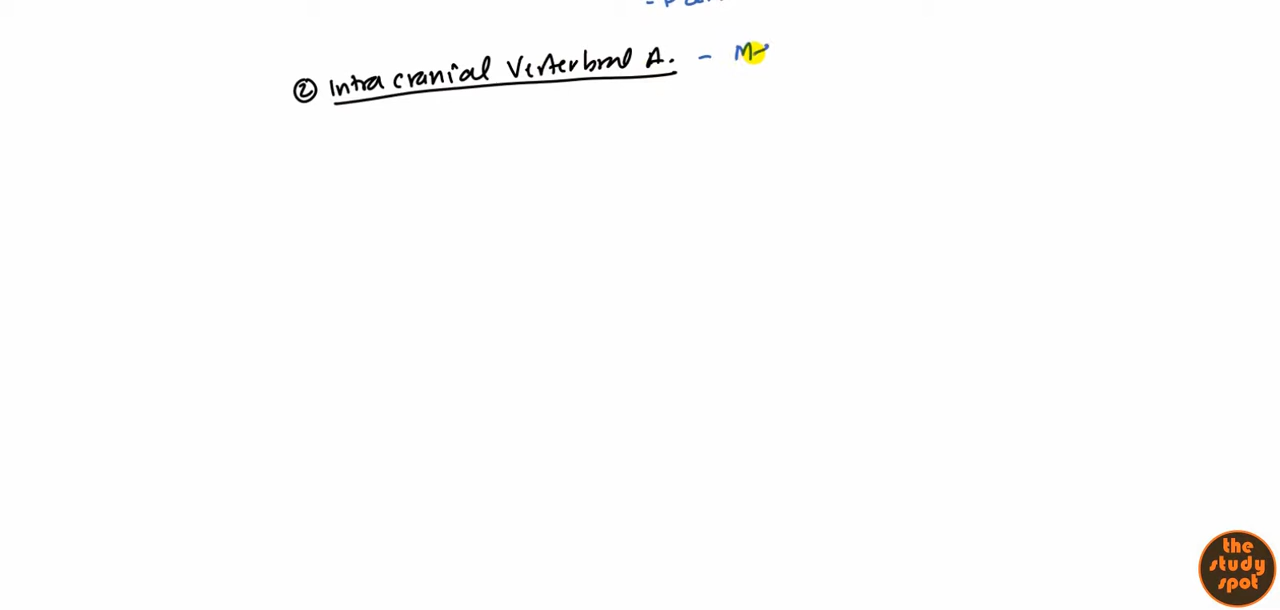 ② Intracranial Vertebral A. - M
the
study
spot